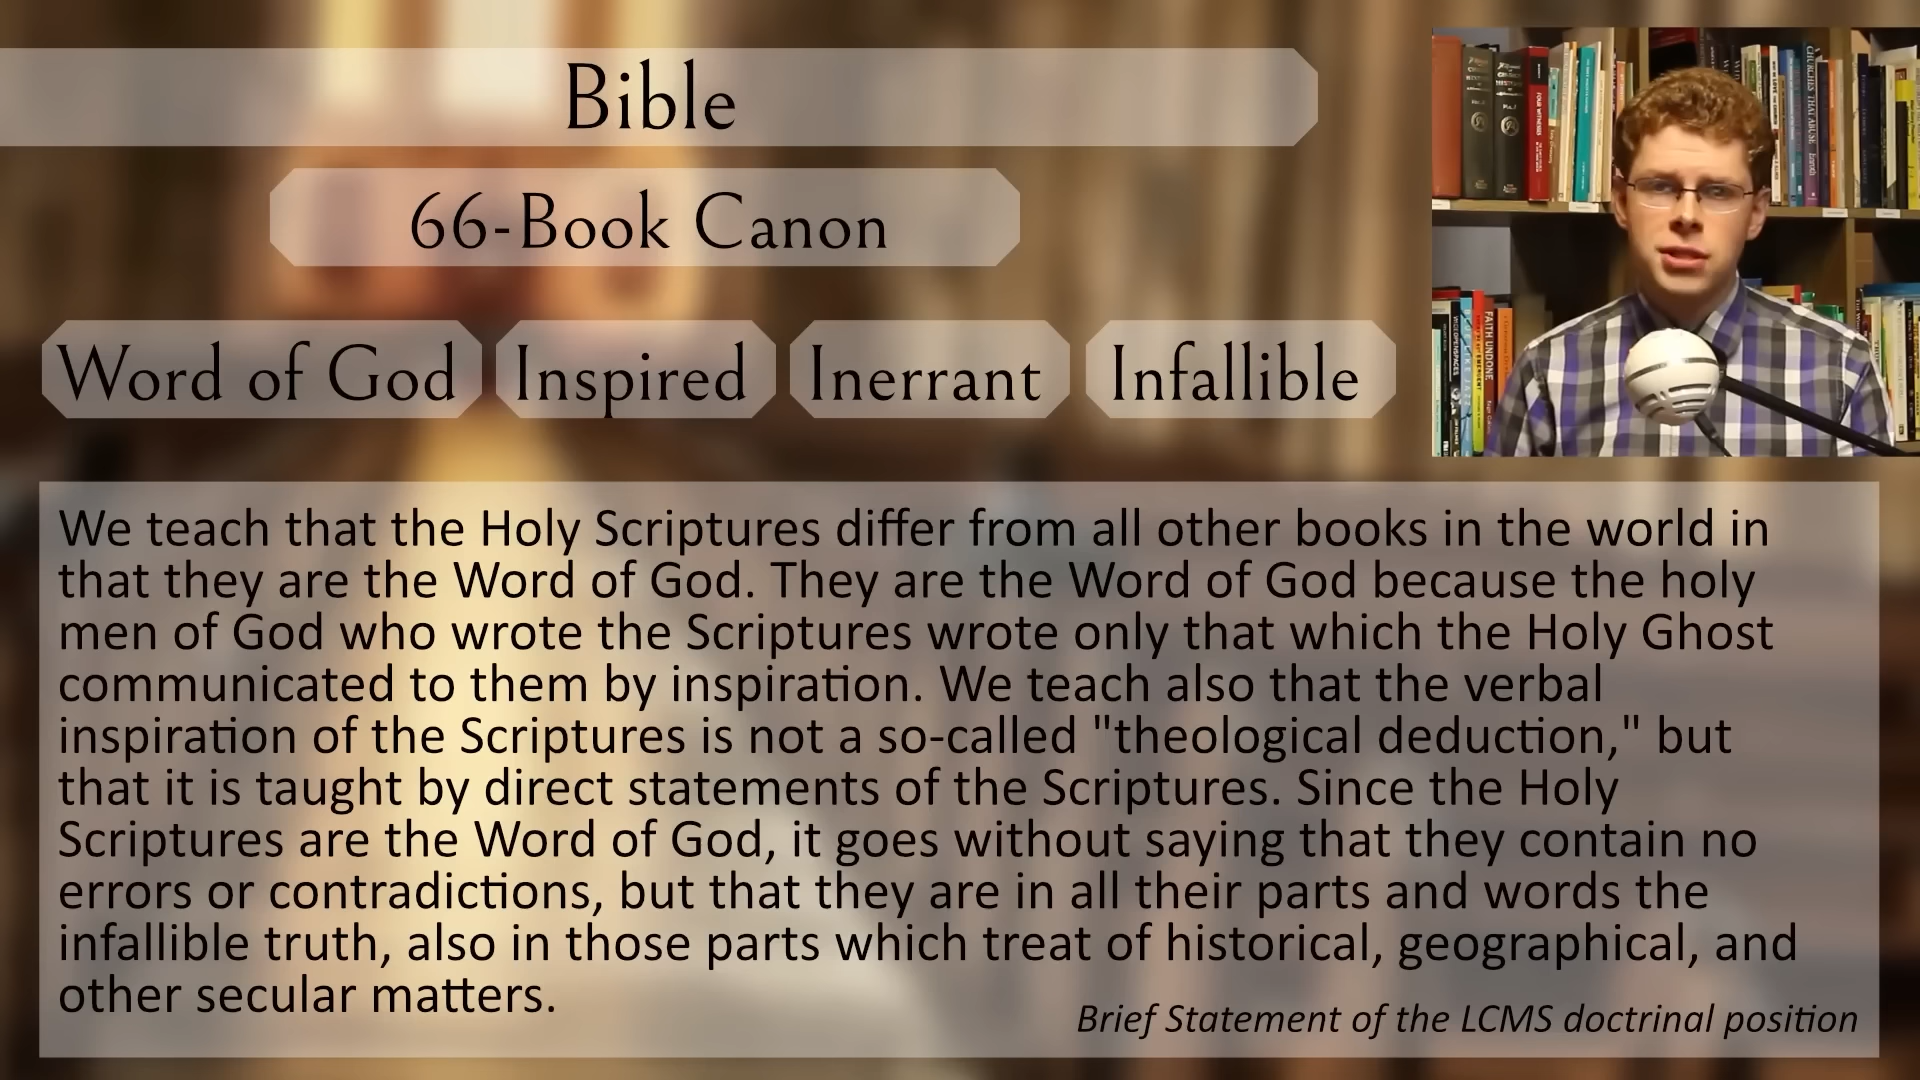 Bible
66-Book Canon
Word of God Inspired Inerrant Infallible
We teach that the Holy Scriptures differ from all other books in the world in
that they are the Word of God. They are the Word of God because the holy
men of God who wrote the Scriptures wrote only that which the Holy Ghost
communicated to them by inspiration. We teach also that the verbal
inspiration of the Scriptures is not a so-called "theological deduction," but
that it is taught by direct statements of the Scriptures. Since the Holy
Scriptures are the Word of God, it goes without saying that they contain no
errors or contradictions, but that they are in all their parts and words the
infallible truth, also in those parts which treat of historical, geographical, and
other secular matters.
Brief Statement of the LCMS doctrinal position
CHURCHES THAT ABUSE
FAITH UNDONE